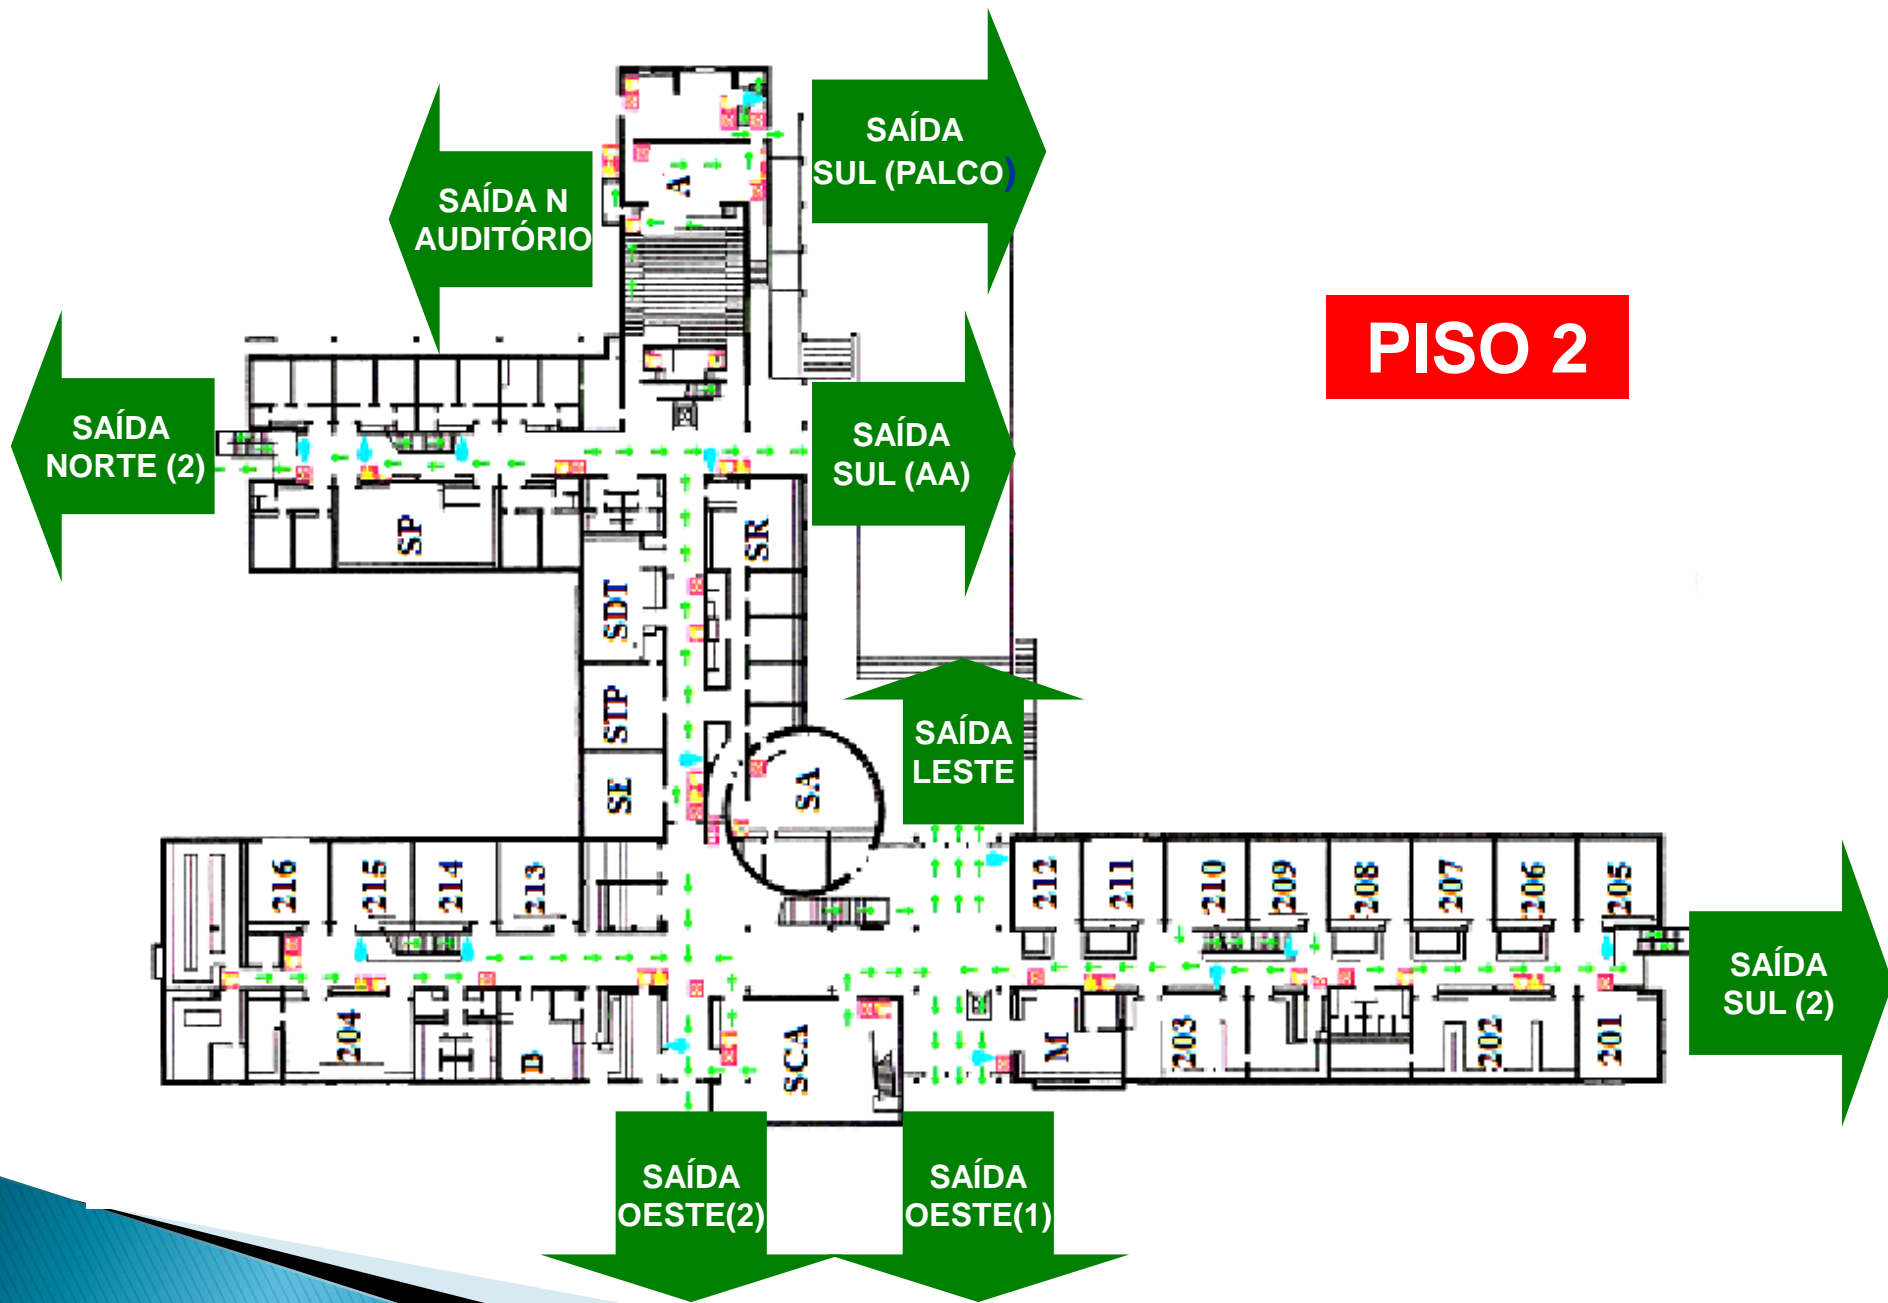 SAÍDA
SUL (PALCO)
SAÍDA N
AUDITÓRIO
A
PISO 2
SAÍDA
NORTE (2)
SAÍDA
SUL (AA)
SP
SR
SDT
STP
SE
SA
SAÍDA
LESTE
216
215
214
213
212
211
210
209
208
207
206
205
SAÍDA
SUL (2)
204
SCA
M
203
202
201
SAÍDA
OESTE(2)
SAÍDA
OESTE(1)